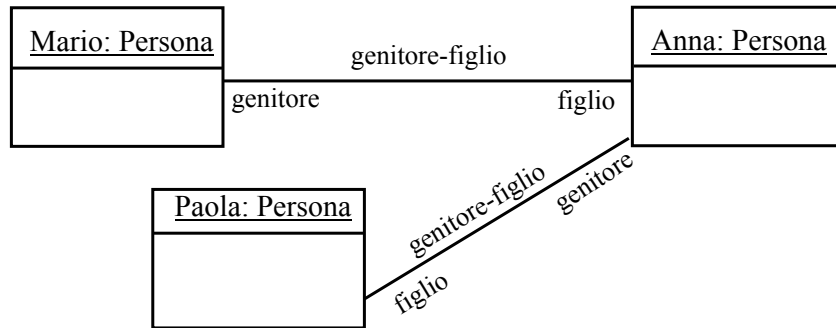 Mario: Persona
Anna: Persona
genitore-figlio
genitore
figlio
genitore-figlio
genitore
Paola: Persona
figlio